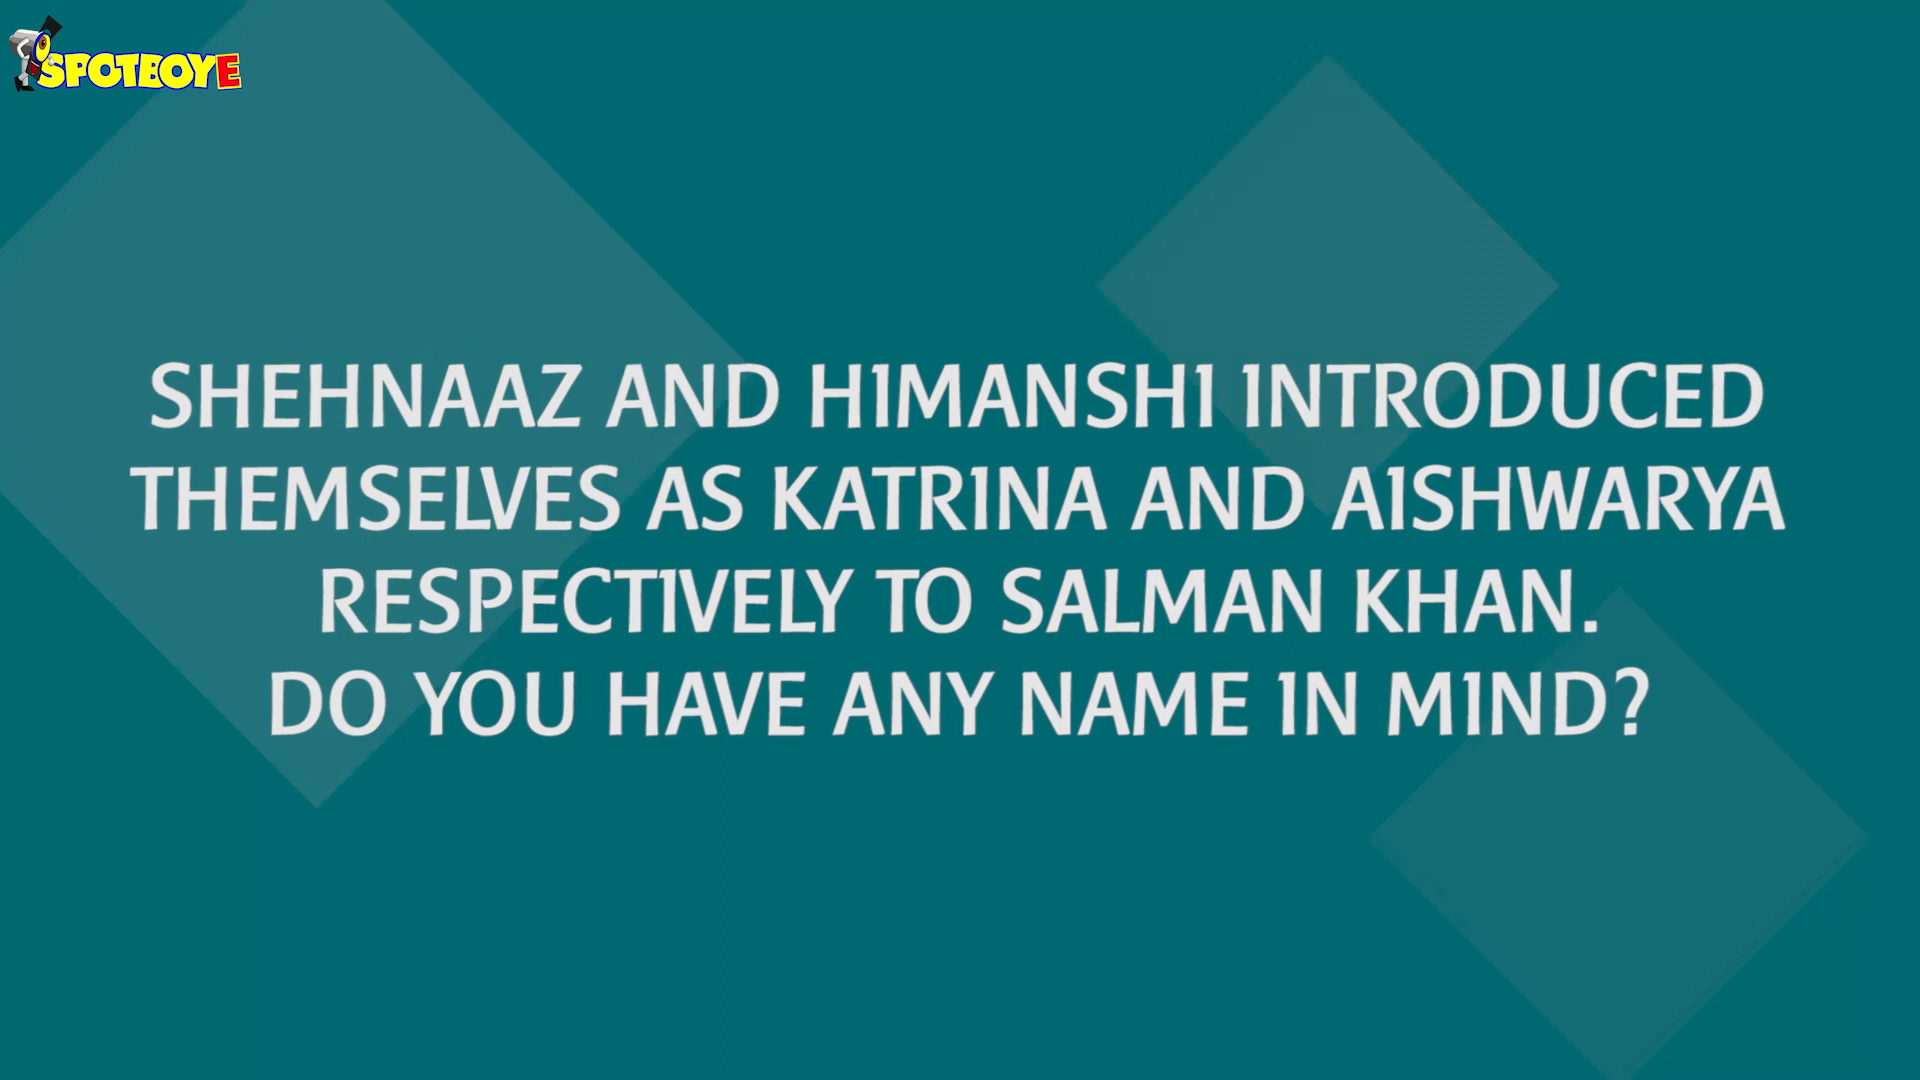 SPOTBOYE
SHEHNAAZ AND HIMANSHI INTRODUCED
THEMSELVES AS KATRINA AND AISHWARYA
RESPECTIVELY TO SALMAN KHAN.
DO YOU HAVE ANY NAME IN MIND?